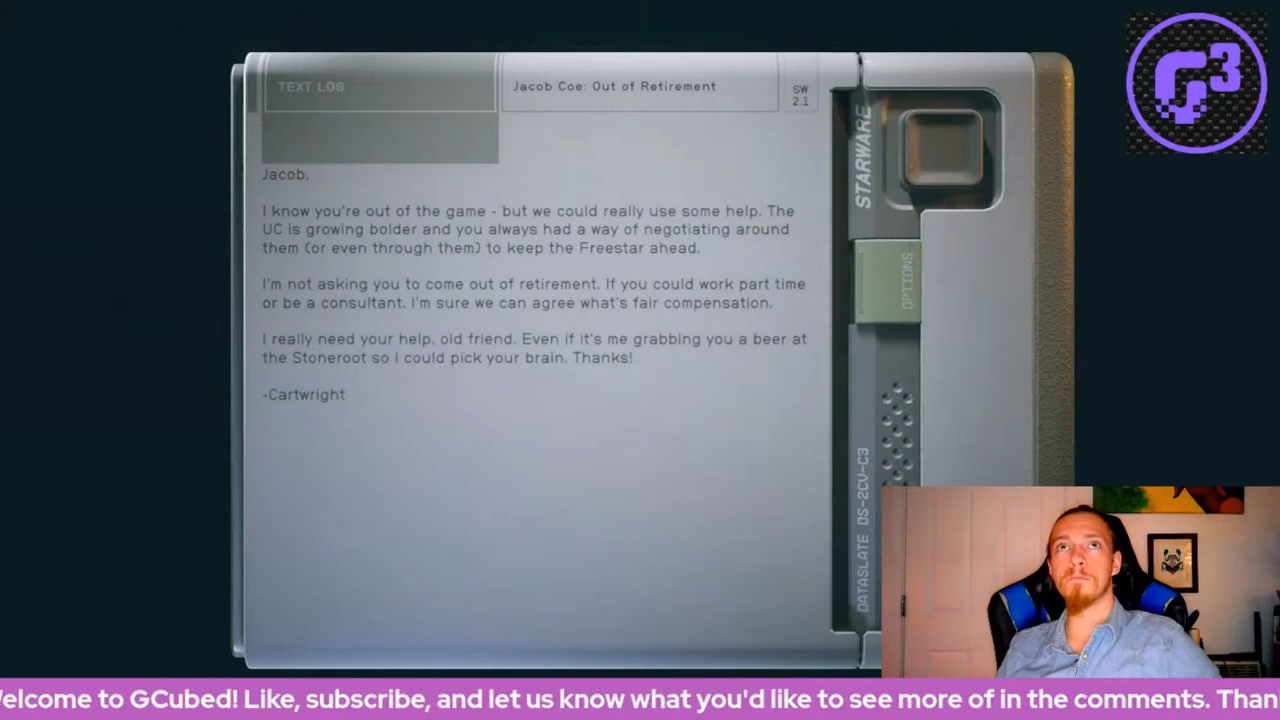 TEXT LOG
Jacob Coe: Out of Retirement
SW
2.1
Jacob,
I know you're out of the game - but we could really use some help. The
UC is growing bolder and you always had a way of negotiating around
them (or even through them) to keep the Freestar ahead.
I'm not asking you to come out of retirement. If you could work part time
or be a consultant. I'm sure we can agree what's fair compensation.
I really need your help, old friend. Even if it's me grabbing you a beer at
the Stoneroot so I could pick your brain. Thanks!
-Cartwright
STARWARE
OPTIONS
DATASLATE DS-2CV-C3
G3
Welcome to GCubed! Like, subscribe, and let us know what you'd like to see more of in the comments. Than